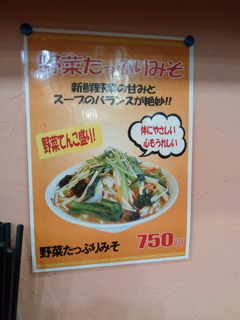 野菜たっぷりみそ
新鮮野菜の甘みと
スープのバランスが絶妙!!
野菜てんこ盛り!
体にやさしい
心もうれしい
野菜たっぷりみそ
750円